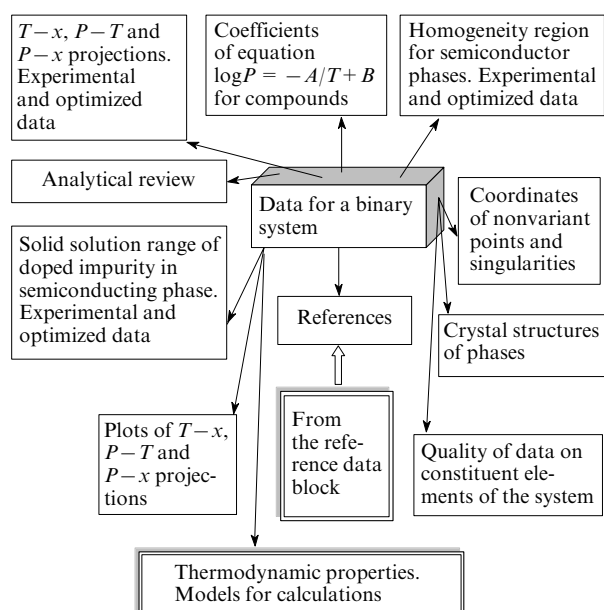 T−x, P−T and
P−x projections.
Experimental
and optimized
data
Coefficients
of equation
logP = −A/T + B
for compounds
Homogeneity region
for semiconductor
phases. Experimental
and optimized data
Analytical review
Data for a binary
system
Coordinates
of nonvariant
points and
singularities
Solid solution range of
doped impurity in
semiconducting phase.
Experimental and
optimized data
References
Crystal structures
of phases
Plots of T−x,
P−T and
P−x projec-
tions
From
the refe-
rence data
block
Quality of data on
constituent ele-
ments of the system
Thermodynamic properties.
Models for calculations